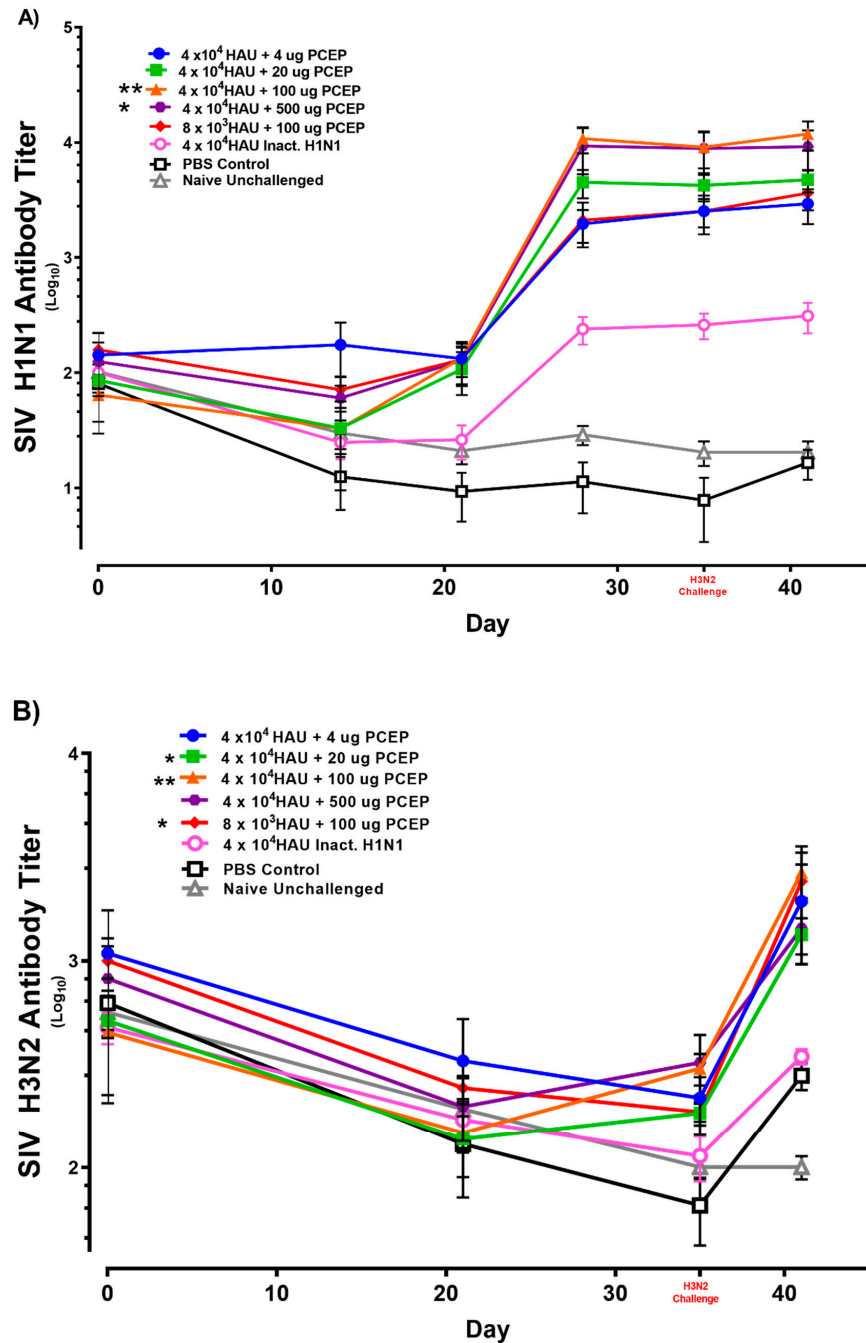 A)
5
4 x10⁴ HAU + 4 ug PCEP
4 x 10⁴HAU + 20 ug PCEP
** 4 x 10⁴HAU + 100 ug PCEP
* 4 x 10⁴HAU + 500 ug PCEP
8 x 10³HAU + 100 ug PCEP
4 x 10⁴HAU Inact. H1N1
PBS Control
Naive Unchallenged
4
3
2
1
SIV H1N1 Antibody Titer
(Log₁₀)
0 10 20 30 40
H3N2
Challenge
Day
B)
4
4 x10⁴ HAU + 4 ug PCEP
* 4 x 10⁴HAU + 20 ug PCEP
** 4 x 10⁴HAU + 100 ug PCEP
4 x 10⁴HAU + 500 ug PCEP
* 8 x 10³HAU + 100 ug PCEP
4 x 10⁴HAU Inact. H1N1
PBS Control
Naive Unchallenged
3
2
SIV H3N2 Antibody Titer
(Log₁₀)
0 10 20 30 40
H3N2
Challenge
Day